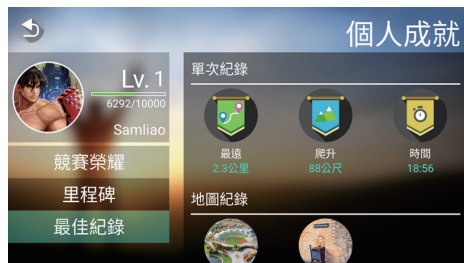 個人成就
Lv. 1
6292/10000
Samliao
競賽榮耀
里程碑
最佳紀錄
單次紀錄
最遠
2.3公里
爬升
88公尺
時間
18:56
地圖紀錄